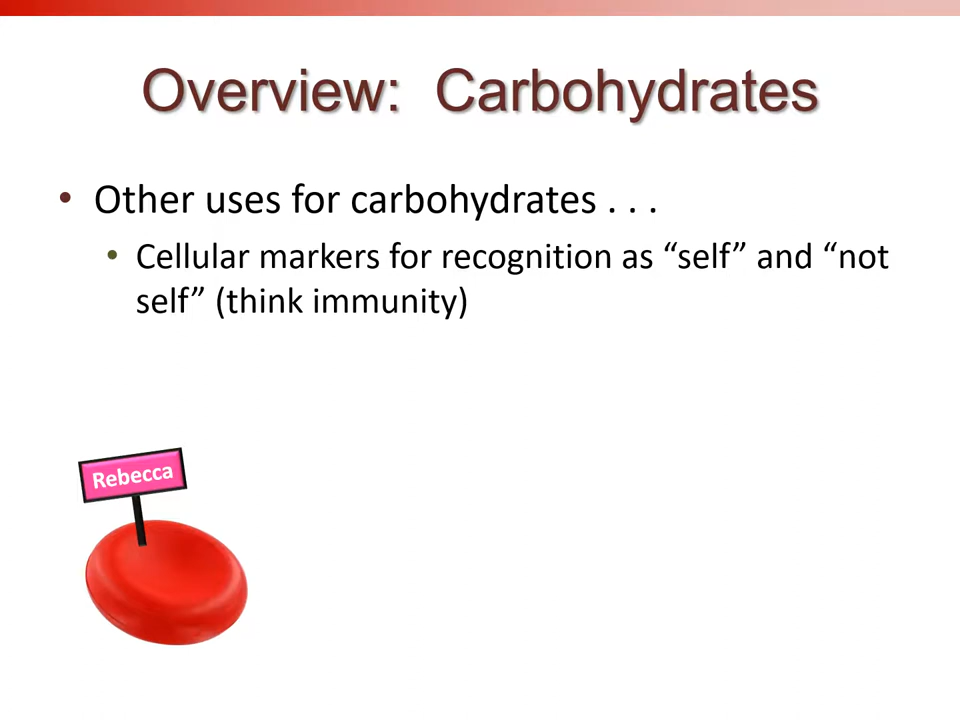 Overview: Carbohydrates
• Other uses for carbohydrates . . .
• Cellular markers for recognition as “self” and “not
self” (think immunity)
Rebecca